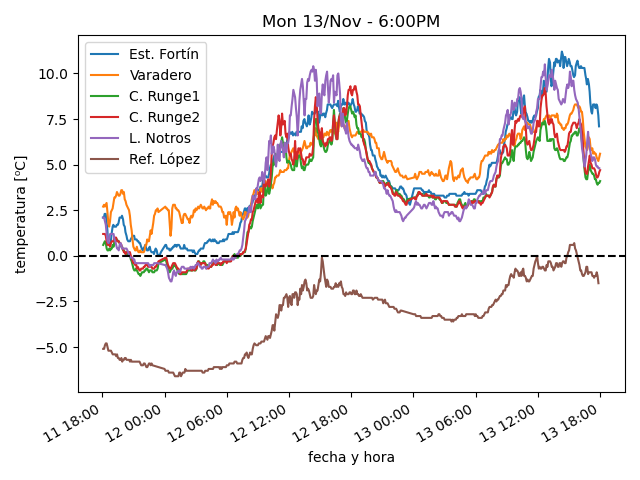 Mon 13/Nov - 6:00PM
Est. Fortín
Varadero
C. Runge1
C. Runge2
L. Notros
Ref. López
temperatura [ºC]
10.0
7.5
5.0
2.5
0.0
−2.5
−5.0
11 18:00
12 00:00
12 06:00
12 12:00
12 18:00
13 00:00
13 06:00
13 12:00
13 18:00
fecha y hora